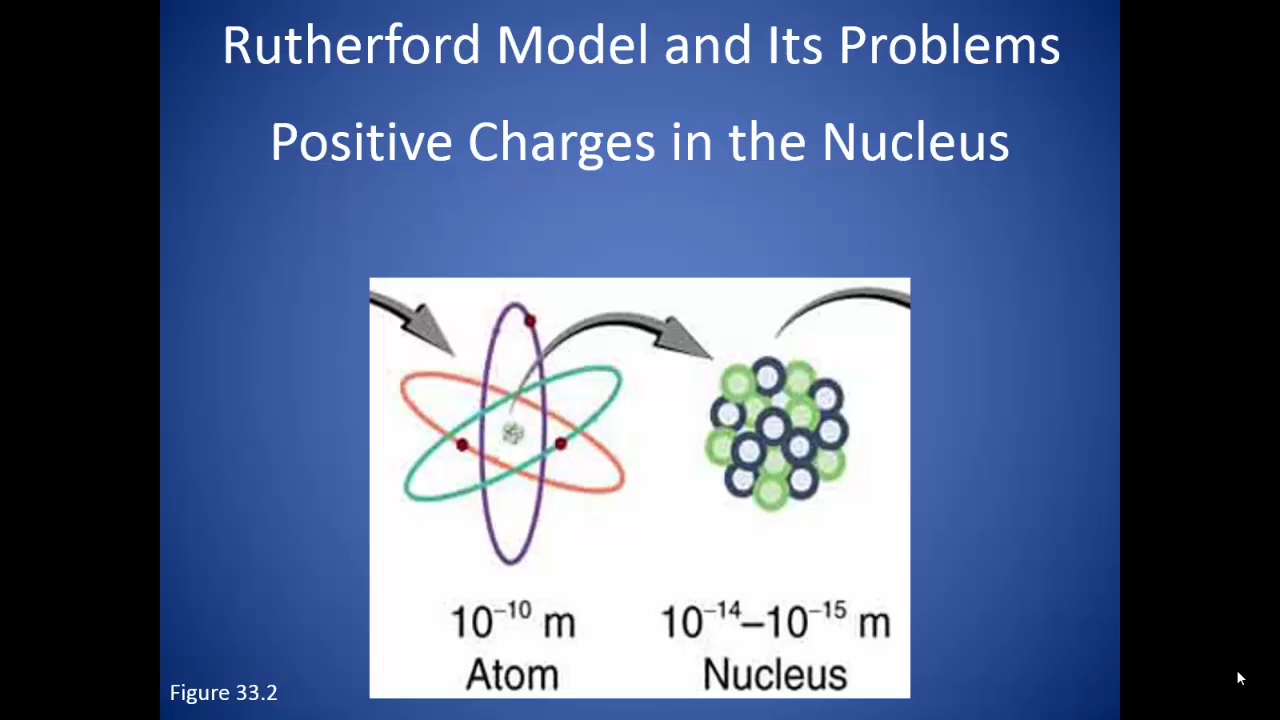 Rutherford Model and Its Problems
Positive Charges in the Nucleus
10⁻¹⁰ m
Atom
10⁻¹⁴–10⁻¹⁵ m
Nucleus
Figure 33.2